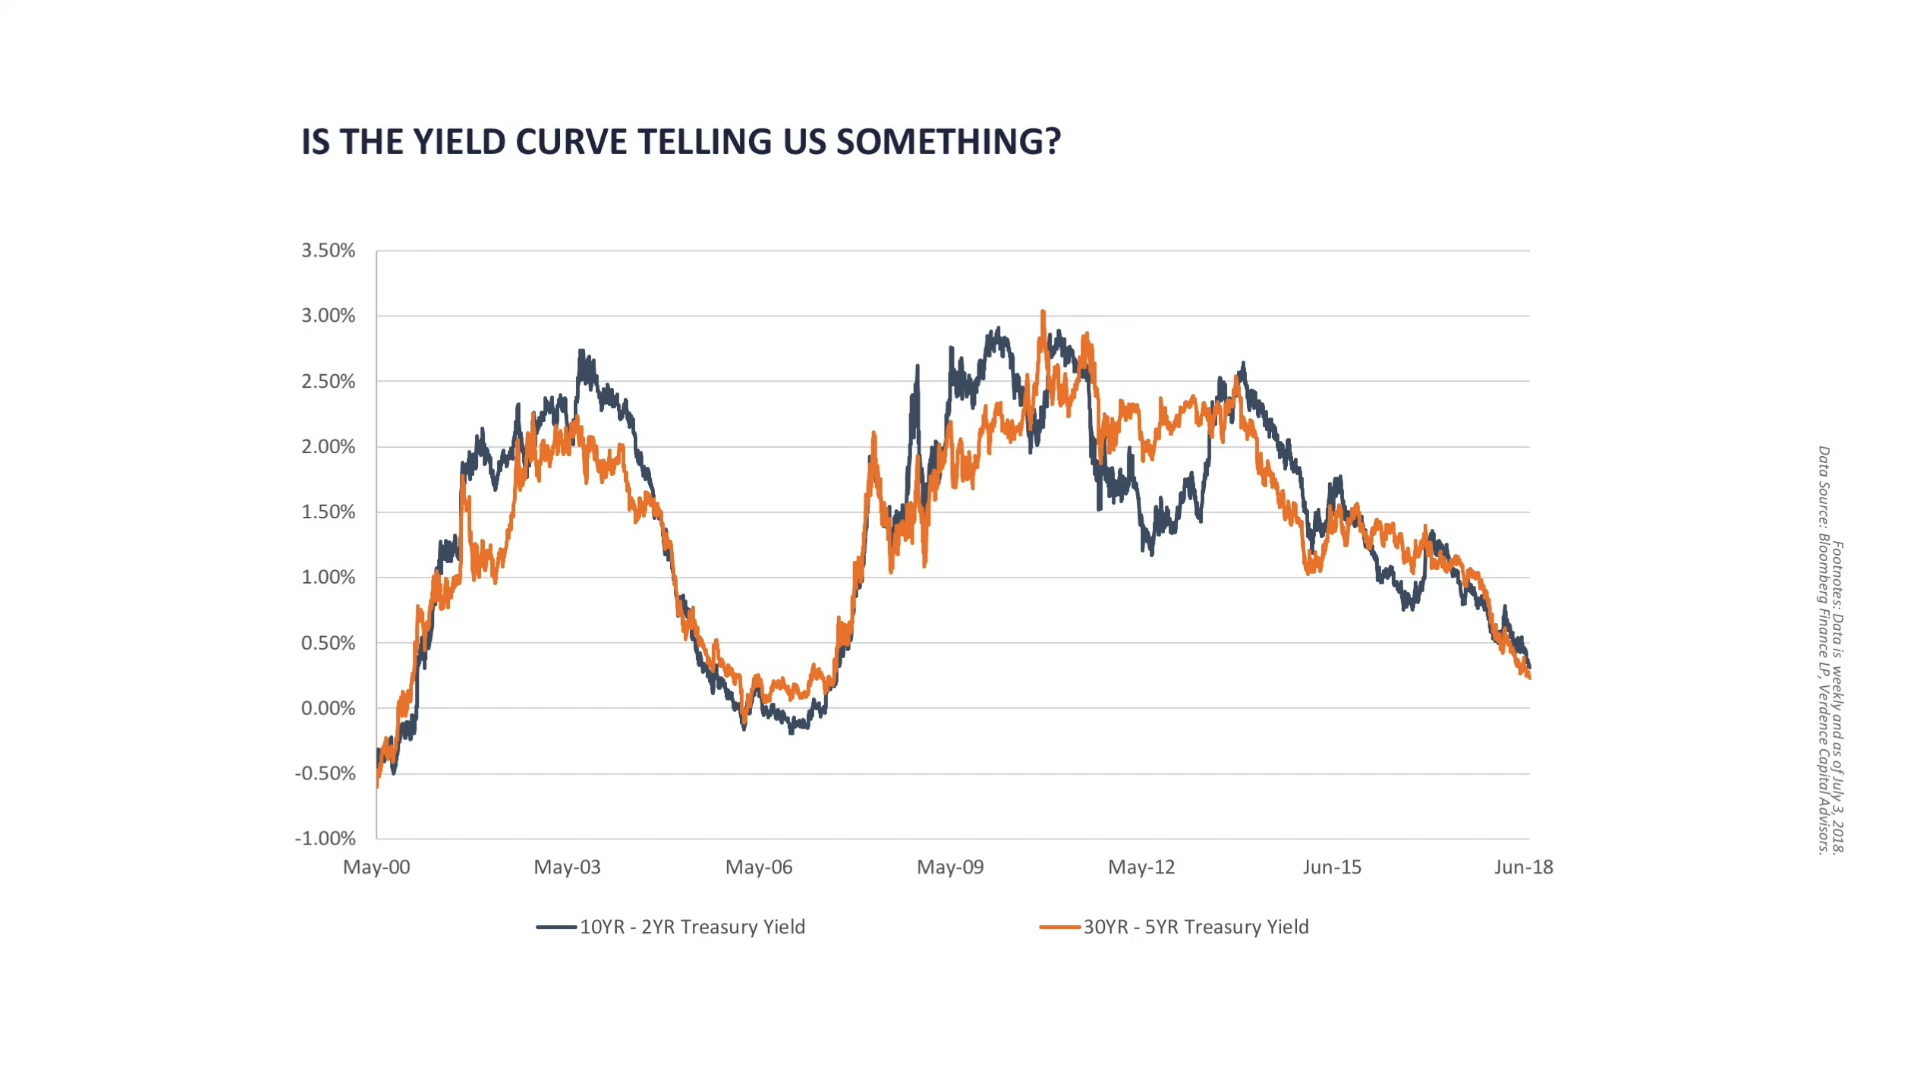 IS THE YIELD CURVE TELLING US SOMETHING?
3.50%
3.00%
2.50%
2.00%
1.50%
1.00%
0.50%
0.00%
-0.50%
-1.00%
May-00 May-03 May-06 May-09 May-12 Jun-15 Jun-18
10YR - 2YR Treasury Yield 30YR - 5YR Treasury Yield
Footnotes: Data is weekly and as of July 3, 2018.
Data Source: Bloomberg Finance LP, Verdence Capital Advisors.